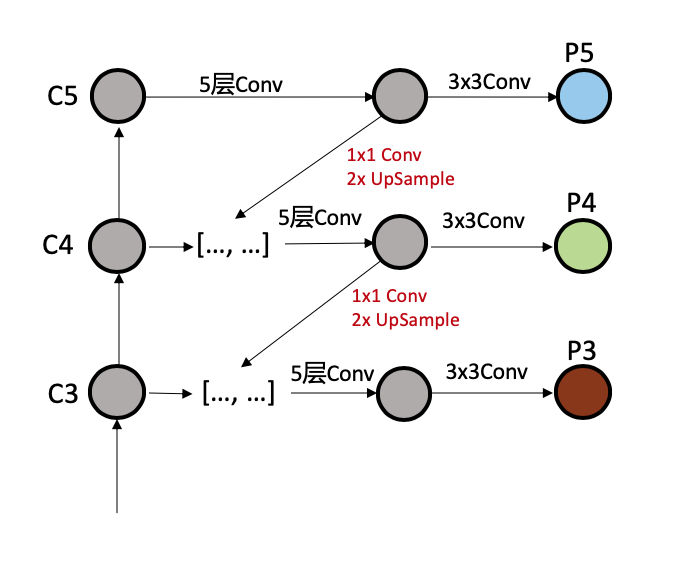 P5
C5
5层Conv
3x3Conv
1x1 Conv
2x UpSample
P4
C4
[..., ...]
5层Conv
3x3Conv
1x1 Conv
2x UpSample
P3
C3
[..., ...]
5层Conv
3x3Conv